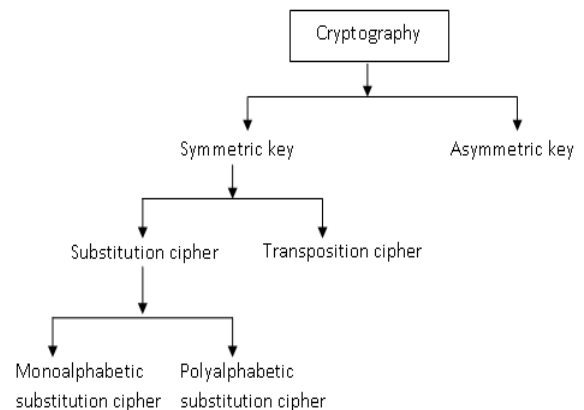 Cryptography
Symmetric key
Asymmetric key
Substitution cipher
Transposition cipher
Monoalphabetic
substitution cipher
Polyalphabetic
substitution cipher